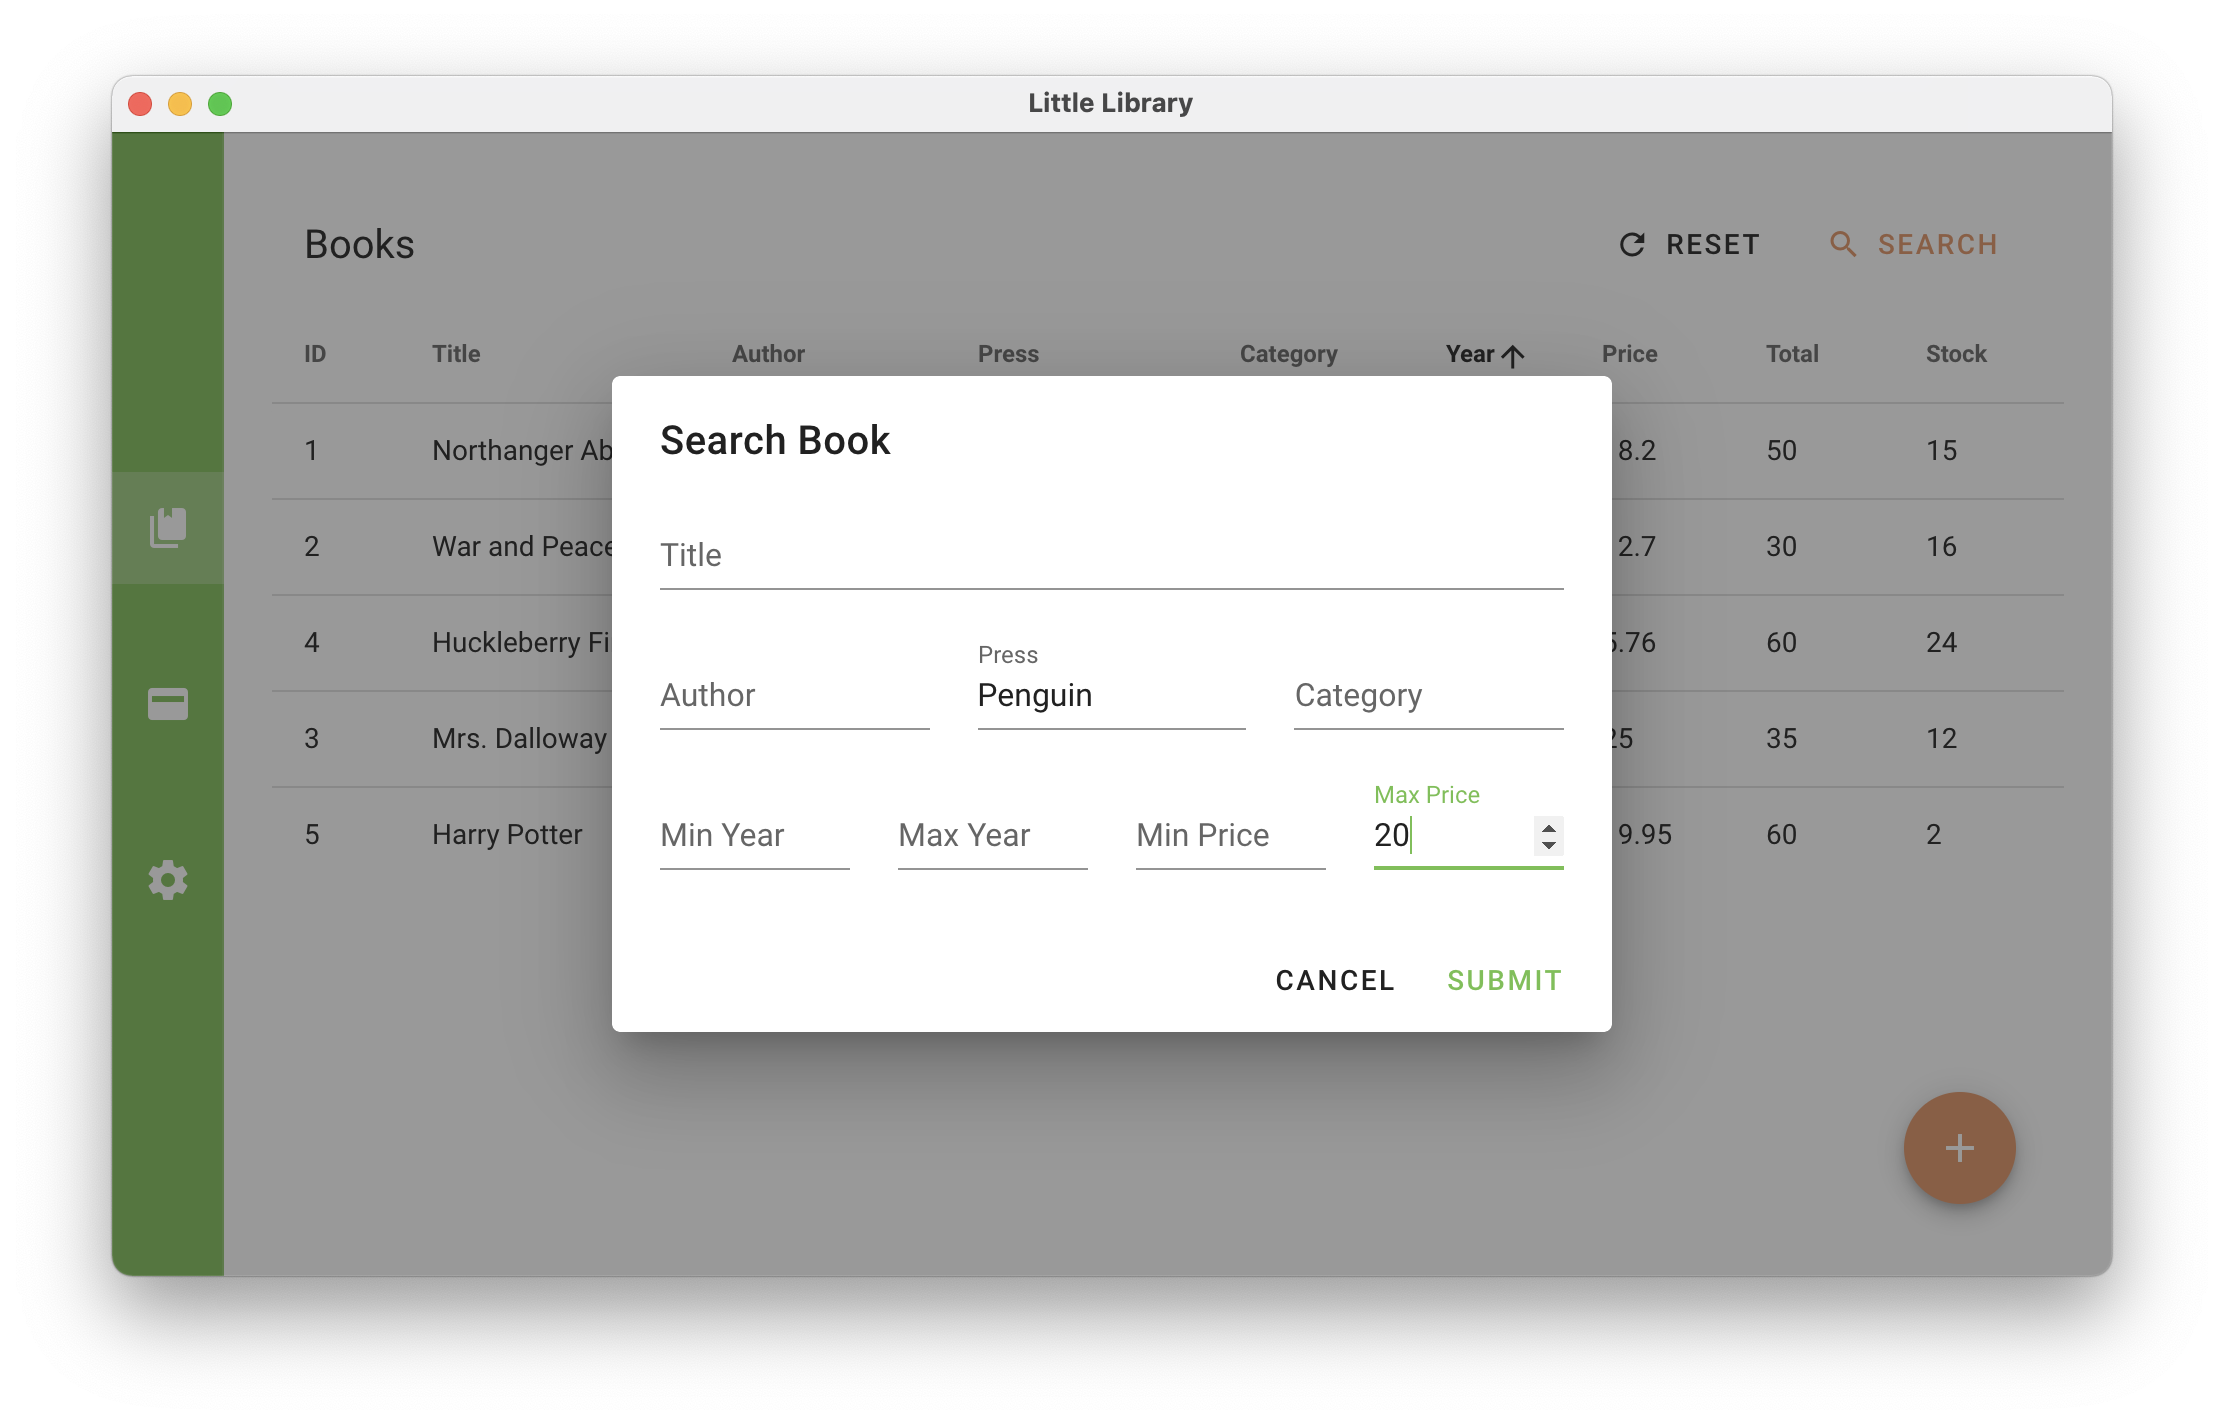 Little Library
Books RESET SEARCH
ID Title Author Press Category Year Price Total Stock
Search Book
1 Northanger Ab 8.2 50 15
Title
2 War and Peace 2.7 30 16
Press
4 Huckleberry Fi .76 60 24
Author Penguin Category
3 Mrs. Dalloway 25 35 12
Max Price
Min Year Max Year Min Price 20
5 Harry Potter 9.95 60 2
CANCEL SUBMIT